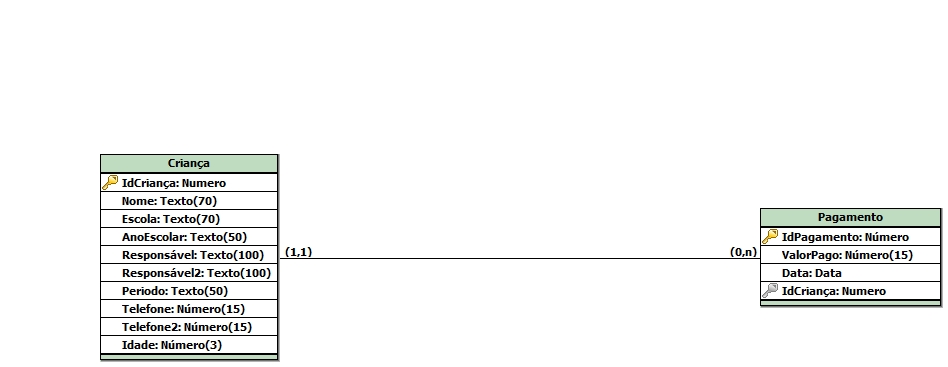 Criança
IdCriança: Numero
Nome: Texto(70)
Escola: Texto(70)
AnoEscolar: Texto(50)
Responsável: Texto(100)
Responsável2: Texto(100)
Periodo: Texto(50)
Telefone: Número(15)
Telefone2: Número(15)
Idade: Número(3)
(1,1)
(0,n)
Pagamento
IdPagamento: Número
ValorPago: Número(15)
Data: Data
IdCriança: Numero